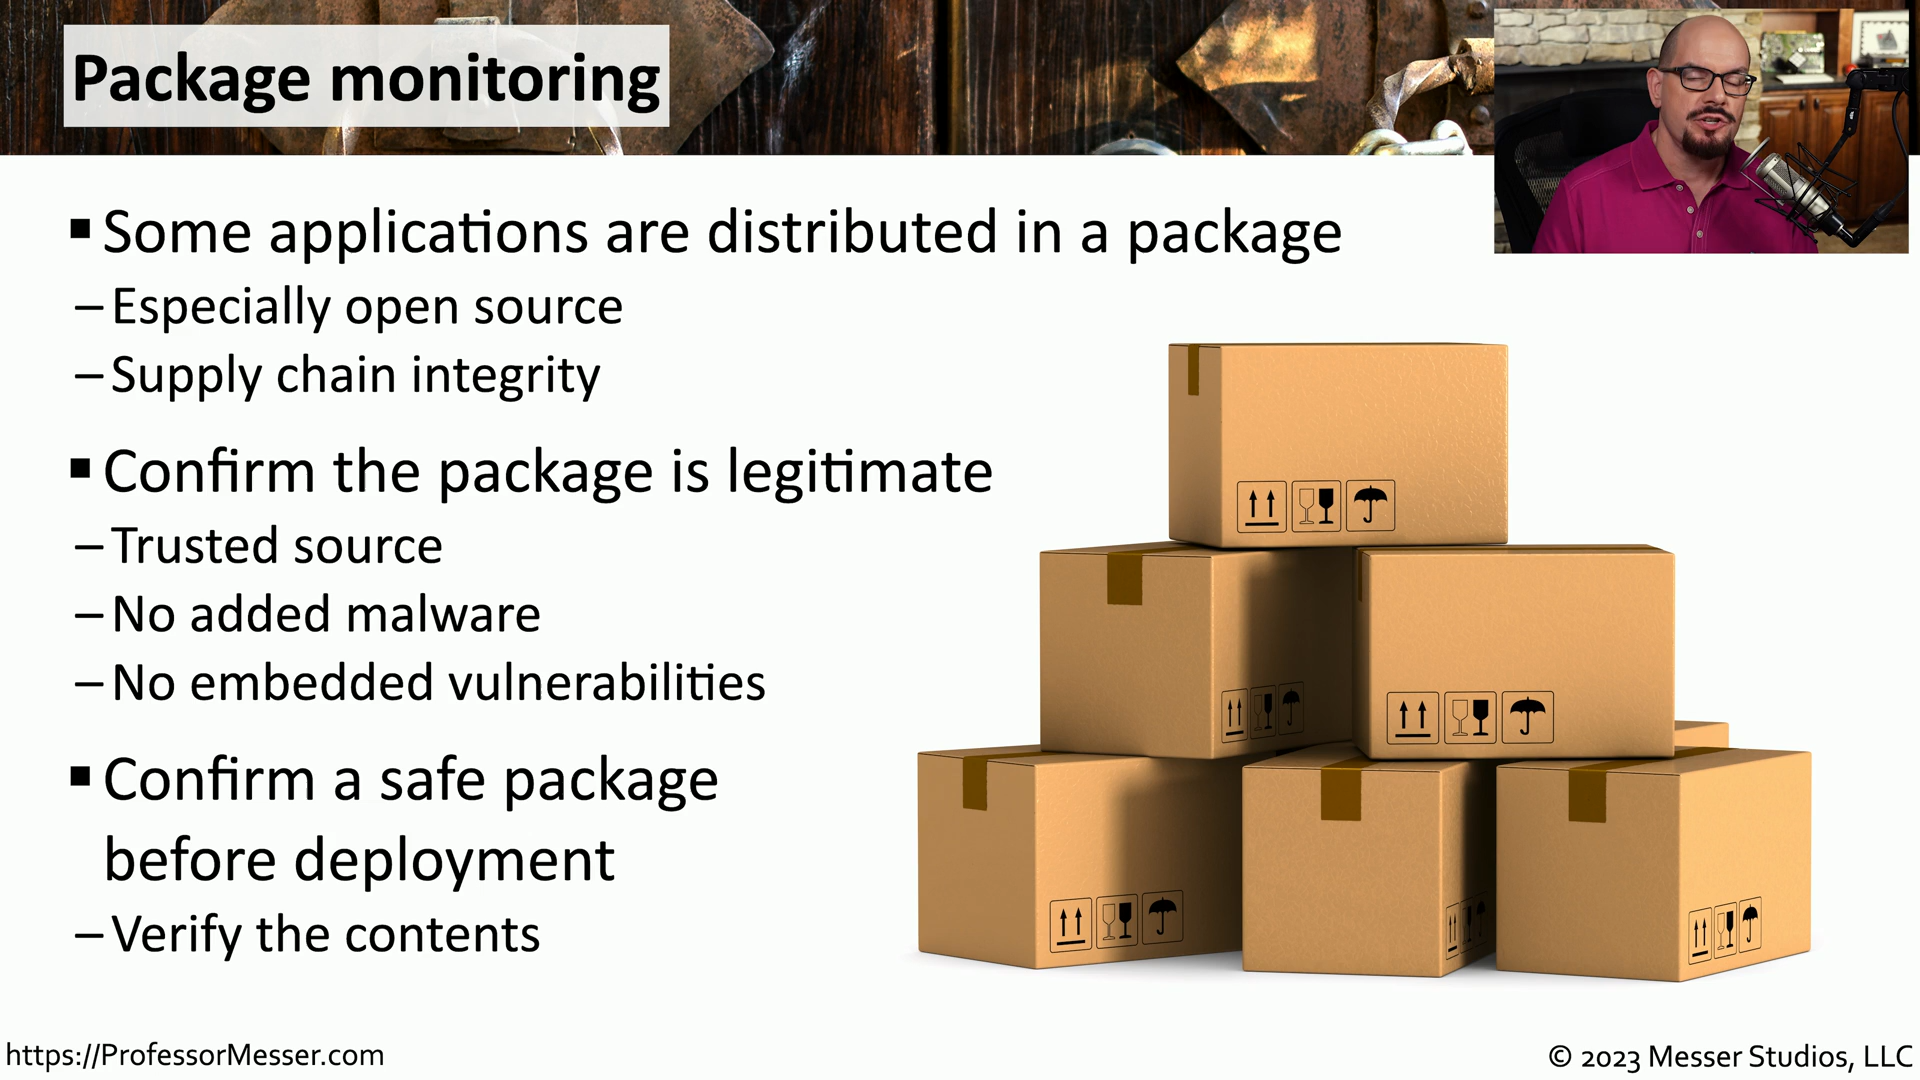 Package monitoring
▪ Some applications are distributed in a package
– Especially open source
– Supply chain integrity
▪ Confirm the package is legitimate
– Trusted source
– No added malware
– No embedded vulnerabilities
▪ Confirm a safe package
before deployment
– Verify the contents
https://ProfessorMesser.com
© 2023 Messer Studios, LLC